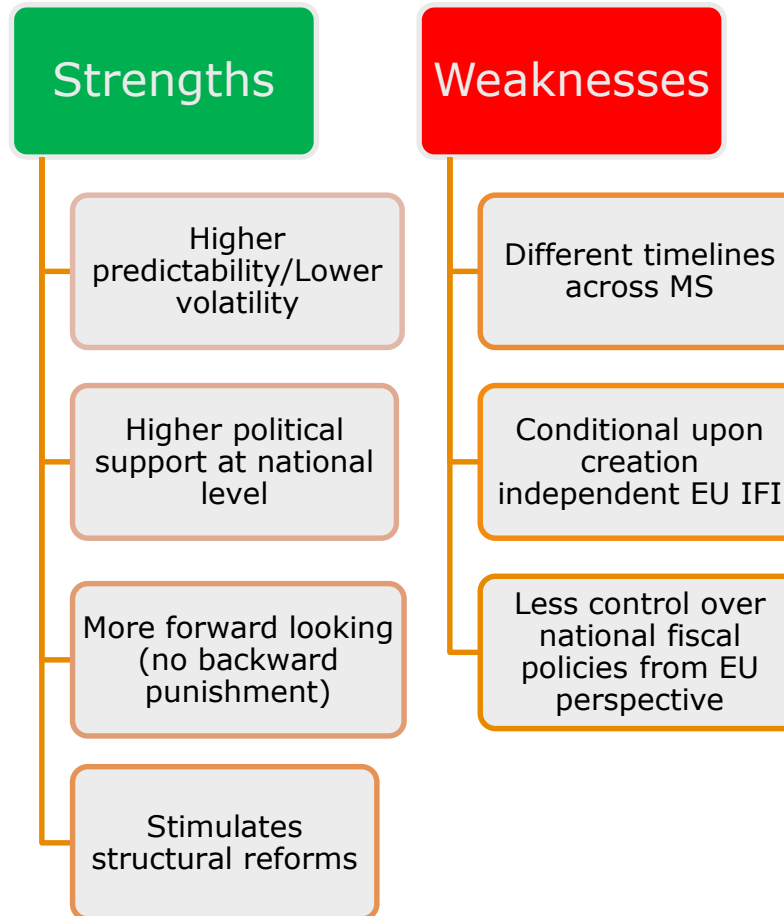 Strengths
Higher
predictability/Lower
volatility
Higher political
support at national
level
More forward looking
(no backward
punishment)
Stimulates
structural reforms
Weaknesses
Different timelines
across MS
Conditional upon
creation
independent EU IFI
Less control over
national fiscal
policies from EU
perspective